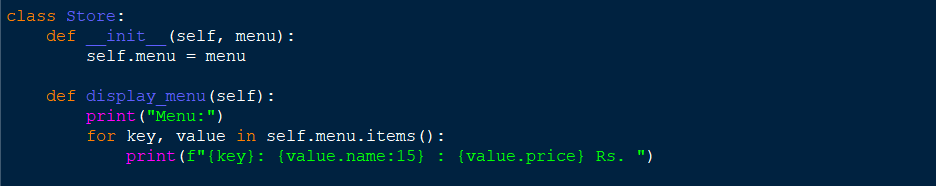 class Store:
    def __init__(self, menu):
        self.menu = menu
    def display_menu(self):
        print("Menu:")
        for key, value in self.menu.items():
            print(f"{key}: {value.name:15} : {value.price} Rs. ")